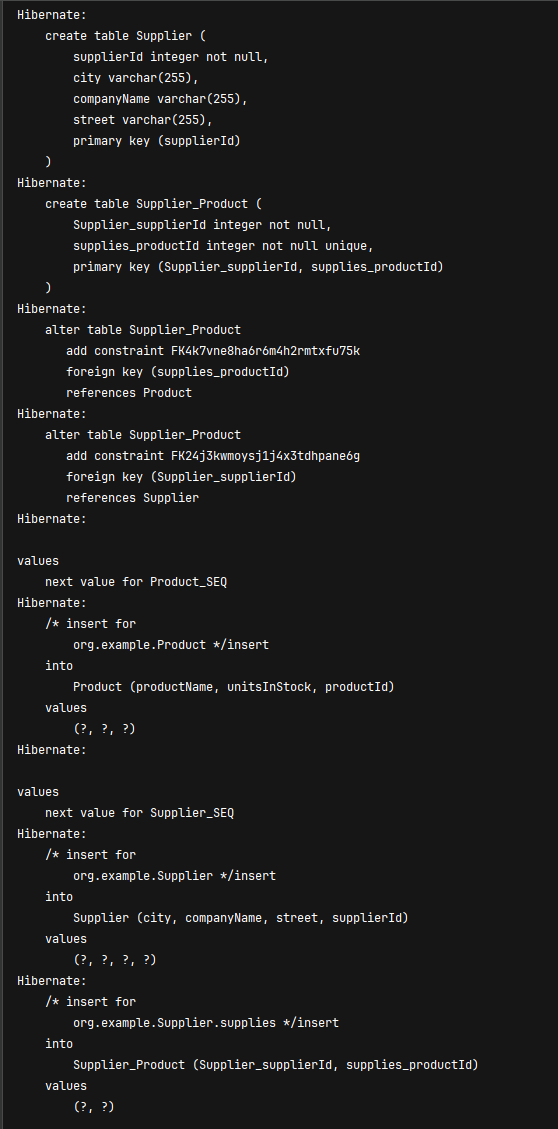 Hibernate:
    create table Supplier (
        supplierId integer not null,
        city varchar(255),
        companyName varchar(255),
        street varchar(255),
        primary key (supplierId)
    )
Hibernate:
    create table Supplier_Product (
        Supplier_supplierId integer not null,
        supplies_productId integer not null unique,
        primary key (Supplier_supplierId, supplies_productId)
    )
Hibernate:
    alter table Supplier_Product
       add constraint FK4k7vne8ha6r6m4h2rmtxfu75k
       foreign key (supplies_productId)
       references Product
Hibernate:
    alter table Supplier_Product
       add constraint FK24j3kwmoysj1j4x3tdhpane6g
       foreign key (Supplier_supplierId)
       references Supplier
Hibernate:

values
    next value for Product_SEQ
Hibernate:
    /* insert for
        org.example.Product */insert
    into
        Product (productName, unitsInStock, productId)
    values
        (?, ?, ?)
Hibernate:

values
    next value for Supplier_SEQ
Hibernate:
    /* insert for
        org.example.Supplier */insert
    into
        Supplier (city, companyName, street, supplierId)
    values
        (?, ?, ?, ?)
Hibernate:
    /* insert for
        org.example.Supplier.supplies */insert
    into
        Supplier_Product (Supplier_supplierId, supplies_productId)
    values
        (?, ?)